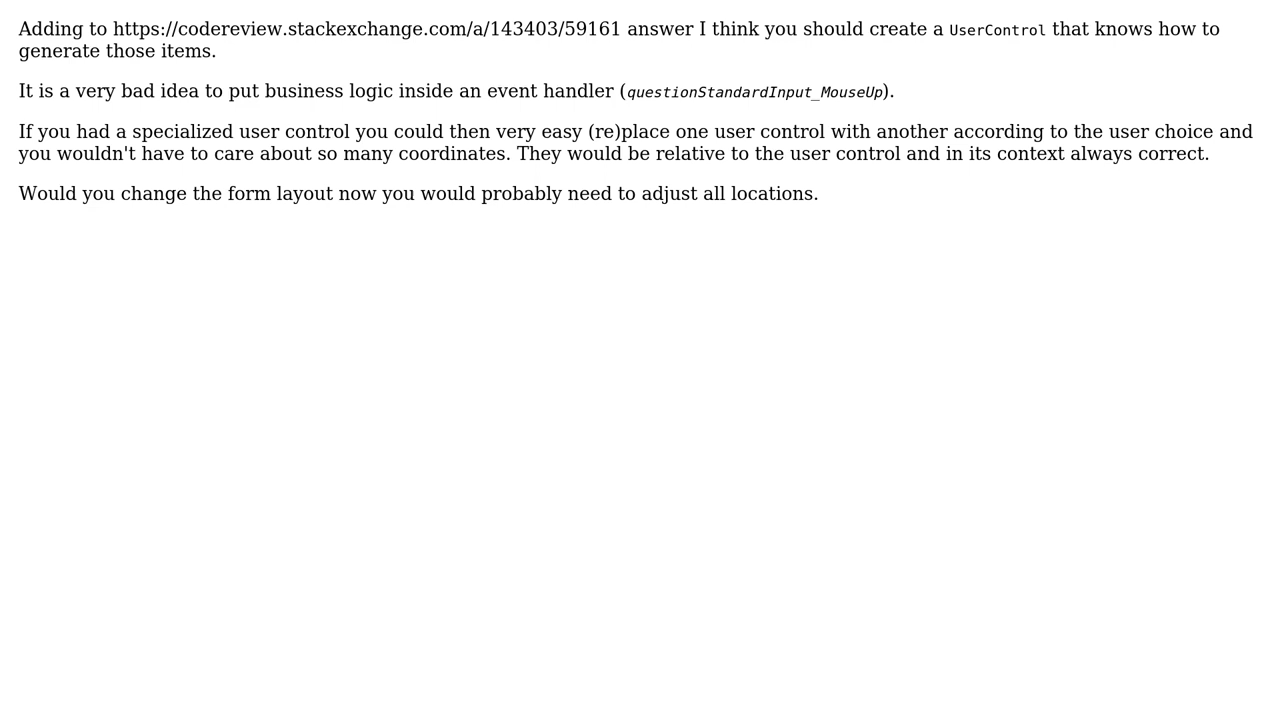 Adding to https://codereview.stackexchange.com/a/143403/59161 answer I think you should create a UserControl that knows how to
generate those items.
It is a very bad idea to put business logic inside an event handler (questionStandardInput_MouseUp).
If you had a specialized user control you could then very easy (re)place one user control with another according to the user choice and
you wouldn't have to care about so many coordinates. They would be relative to the user control and in its context always correct.
Would you change the form layout now you would probably need to adjust all locations.